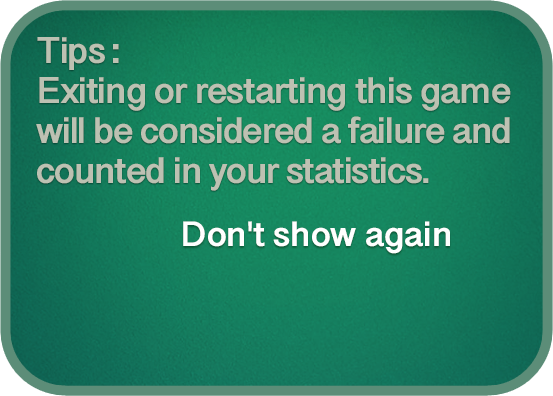 Tips :
Exiting or restarting this game
will be considered a failure and
counted in your statistics.
Don't show again